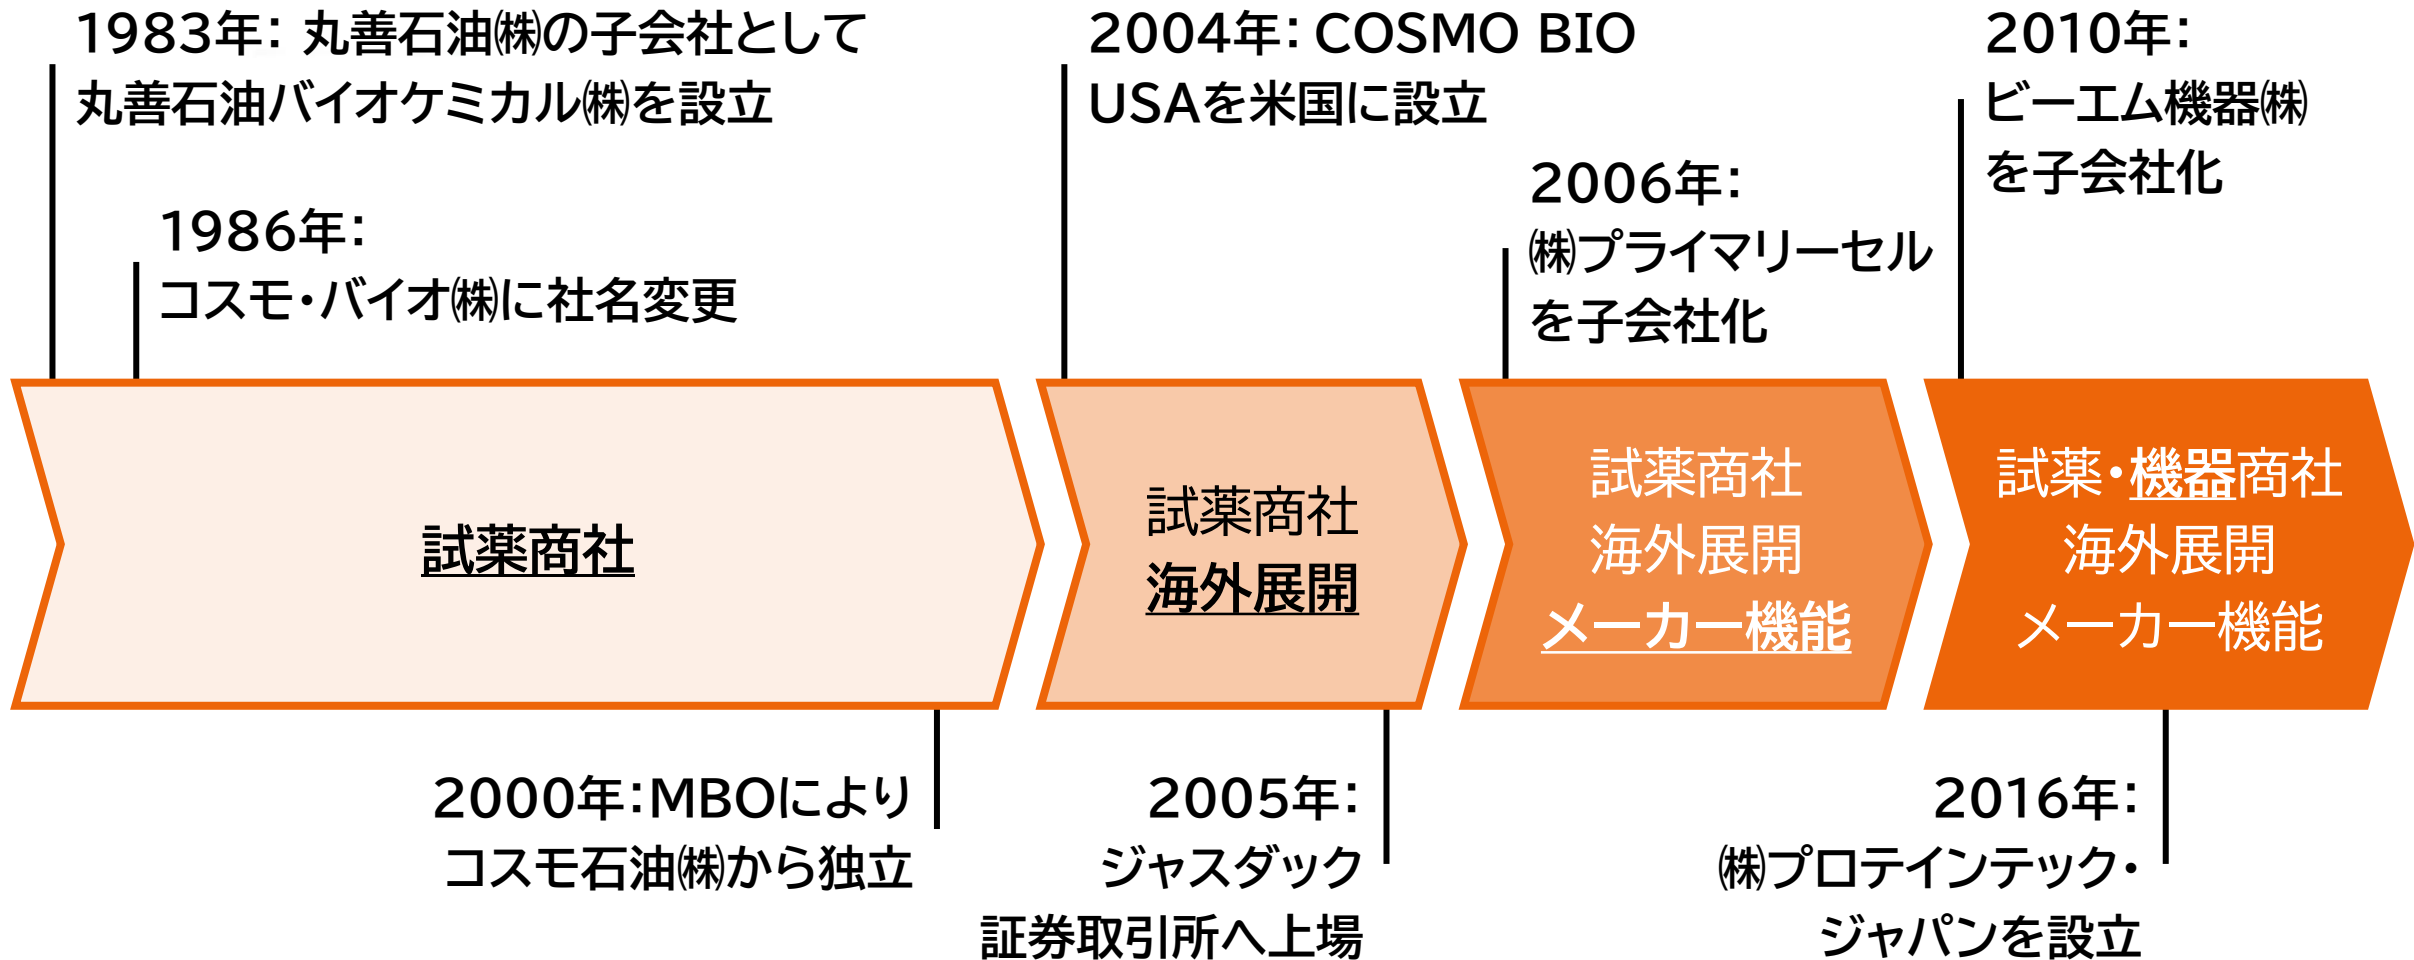 1983年： 丸善石油㈱の子会社として
丸善石油バイオケミカル㈱を設立
1986年：
コスモ・バイオ㈱に社名変更
2004年： COSMO BIO
USAを米国に設立
2006年：
㈱プライマリーセル
を子会社化
2010年：
ビーエム機器㈱
を子会社化
試薬商社
試薬商社
海外展開
試薬商社
海外展開
メーカー機能
試薬・機器商社
海外展開
メーカー機能
2000年：MBOにより
コスモ石油㈱から独立
2005年：
ジャスダック
証券取引所へ上場
2016年：
㈱プロテインテック・
ジャパンを設立